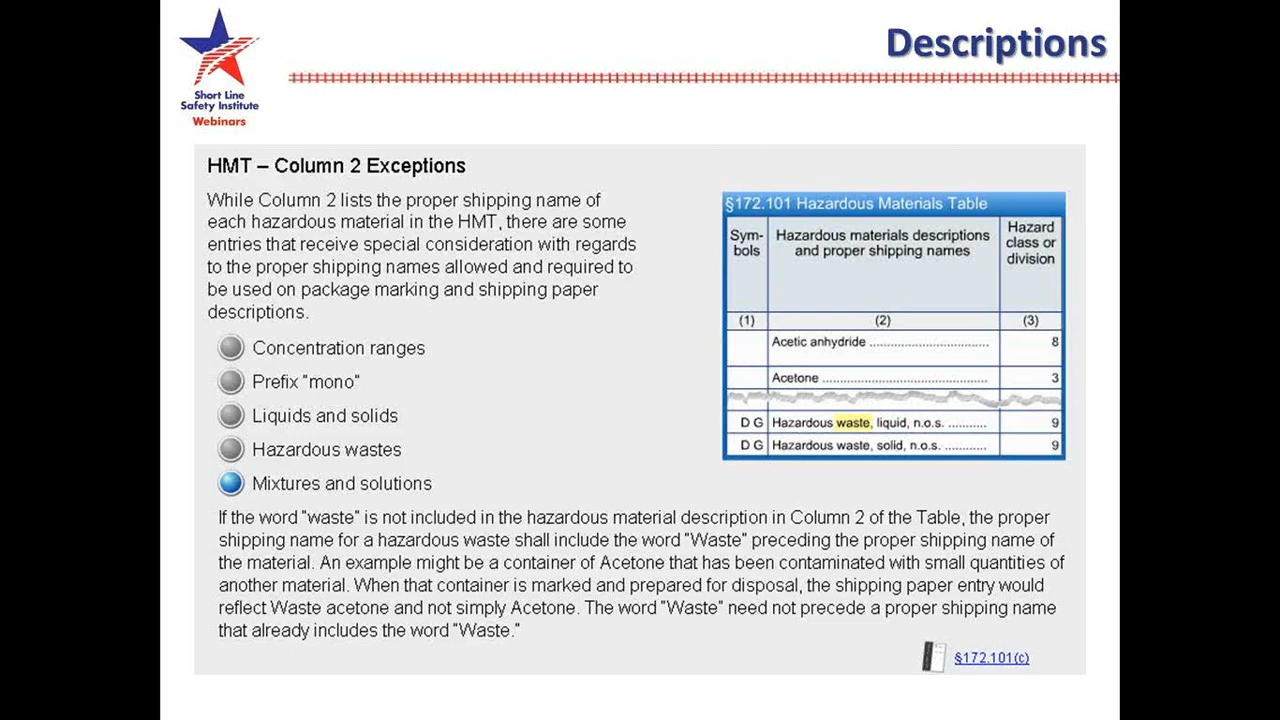 Descriptions
Short Line
Safety Institute
Webinars
HMT – Column 2 Exceptions
While Column 2 lists the proper shipping name of
each hazardous material in the HMT, there are some
entries that receive special consideration with regards
to the proper shipping names allowed and required to
be used on package marking and shipping paper
descriptions.
Concentration ranges
Prefix "mono"
Liquids and solids
Hazardous wastes
Mixtures and solutions
§172.101 Hazardous Materials Table
Sym-
bols
Hazardous materials descriptions
and proper shipping names
Hazard
class or
division
(1) (2) (3)
Acetic anhydride .............................. 8
Acetone .......................................... 3
D G Hazardous waste, liquid, n.o.s. ........... 9
D G Hazardous waste, solid, n.o.s. ........... 9
If the word "waste" is not included in the hazardous material description in Column 2 of the Table, the proper
shipping name for a hazardous waste shall include the word "Waste" preceding the proper shipping name of
the material. An example might be a container of Acetone that has been contaminated with small quantities of
another material. When that container is marked and prepared for disposal, the shipping paper entry would
reflect Waste acetone and not simply Acetone. The word "Waste" need not precede a proper shipping name
that already includes the word "Waste."
§172.101(c)